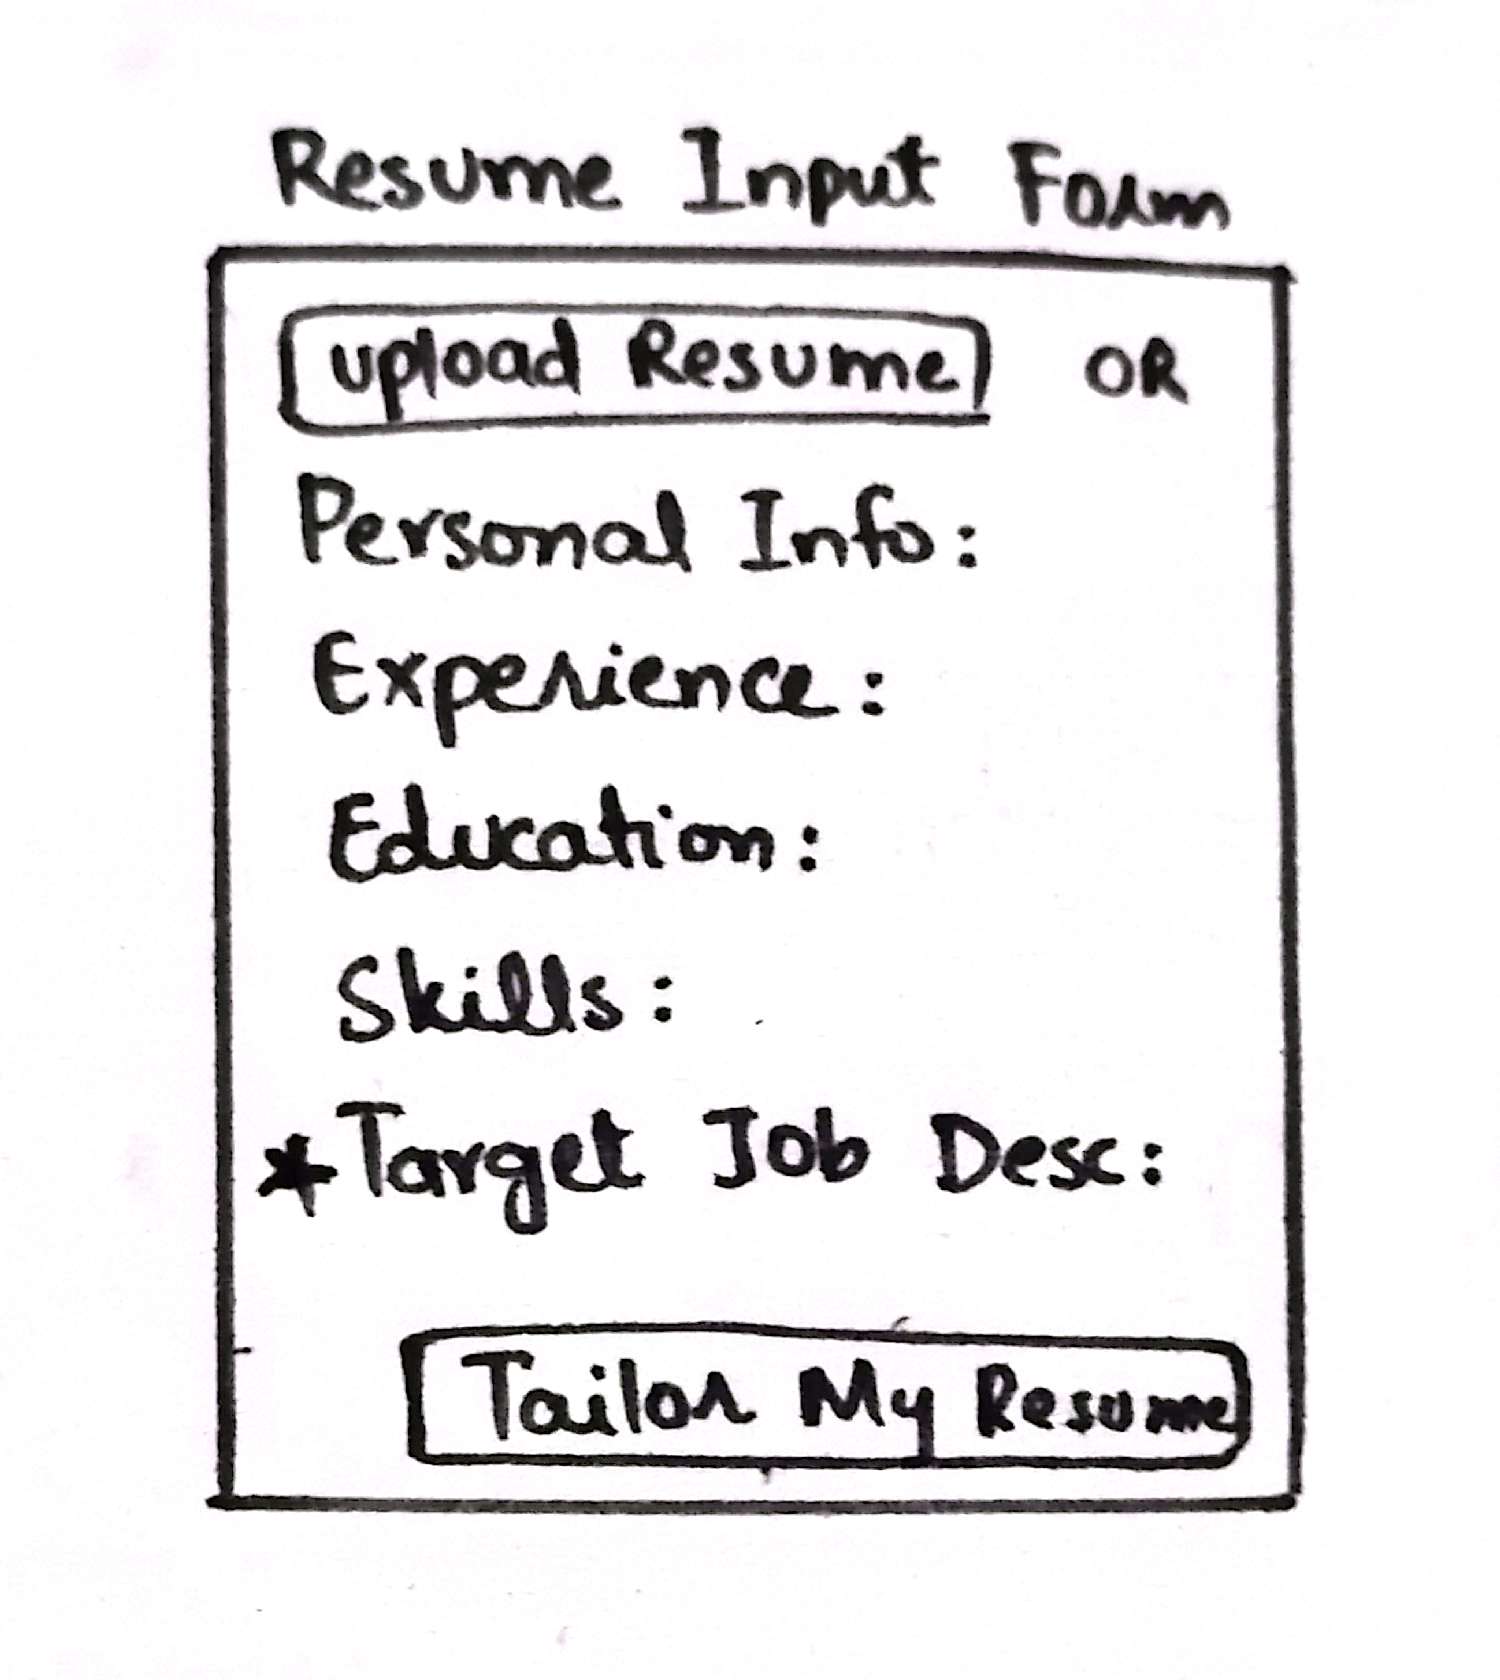 Resume Input Form
upload Resume OR
Personal Info:
Experience:
Education:
Skills:
*Target Job Desc:
Tailor My Resume